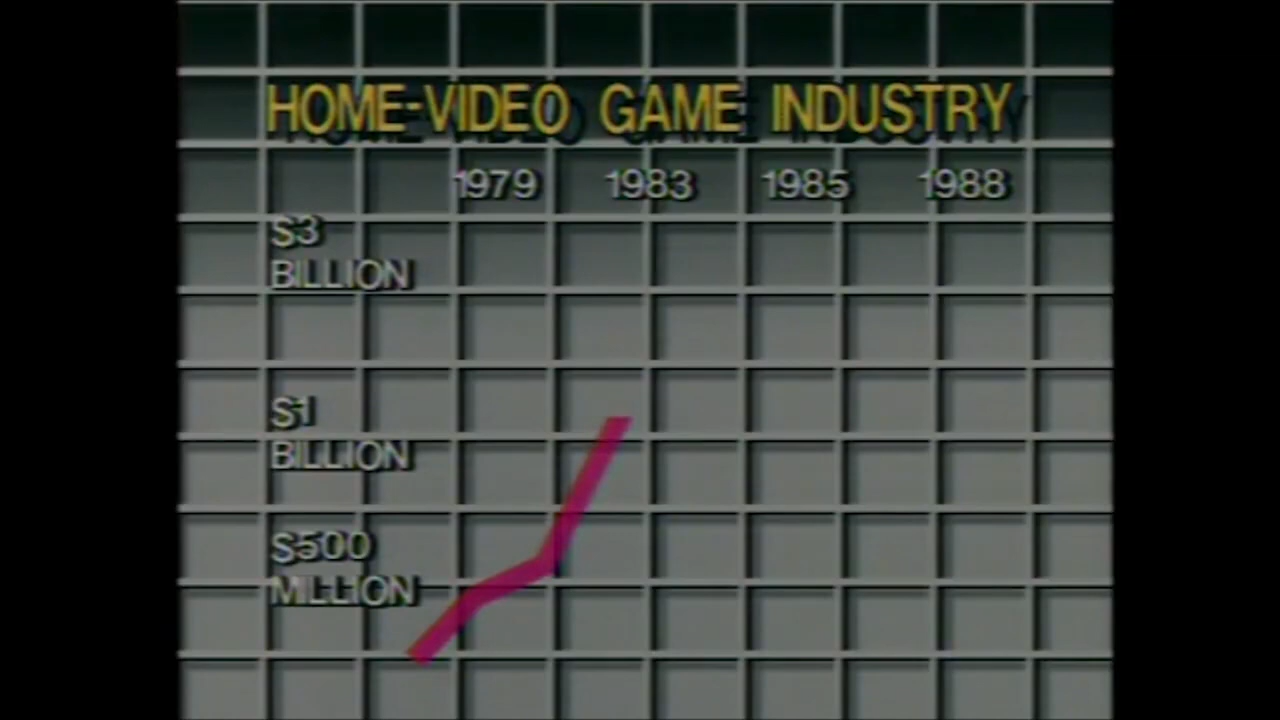 HOME-VIDEO GAME INDUSTRY
1979 1983 1985 1988
$3
BILLION
$1
BILLION
$500
MILLION